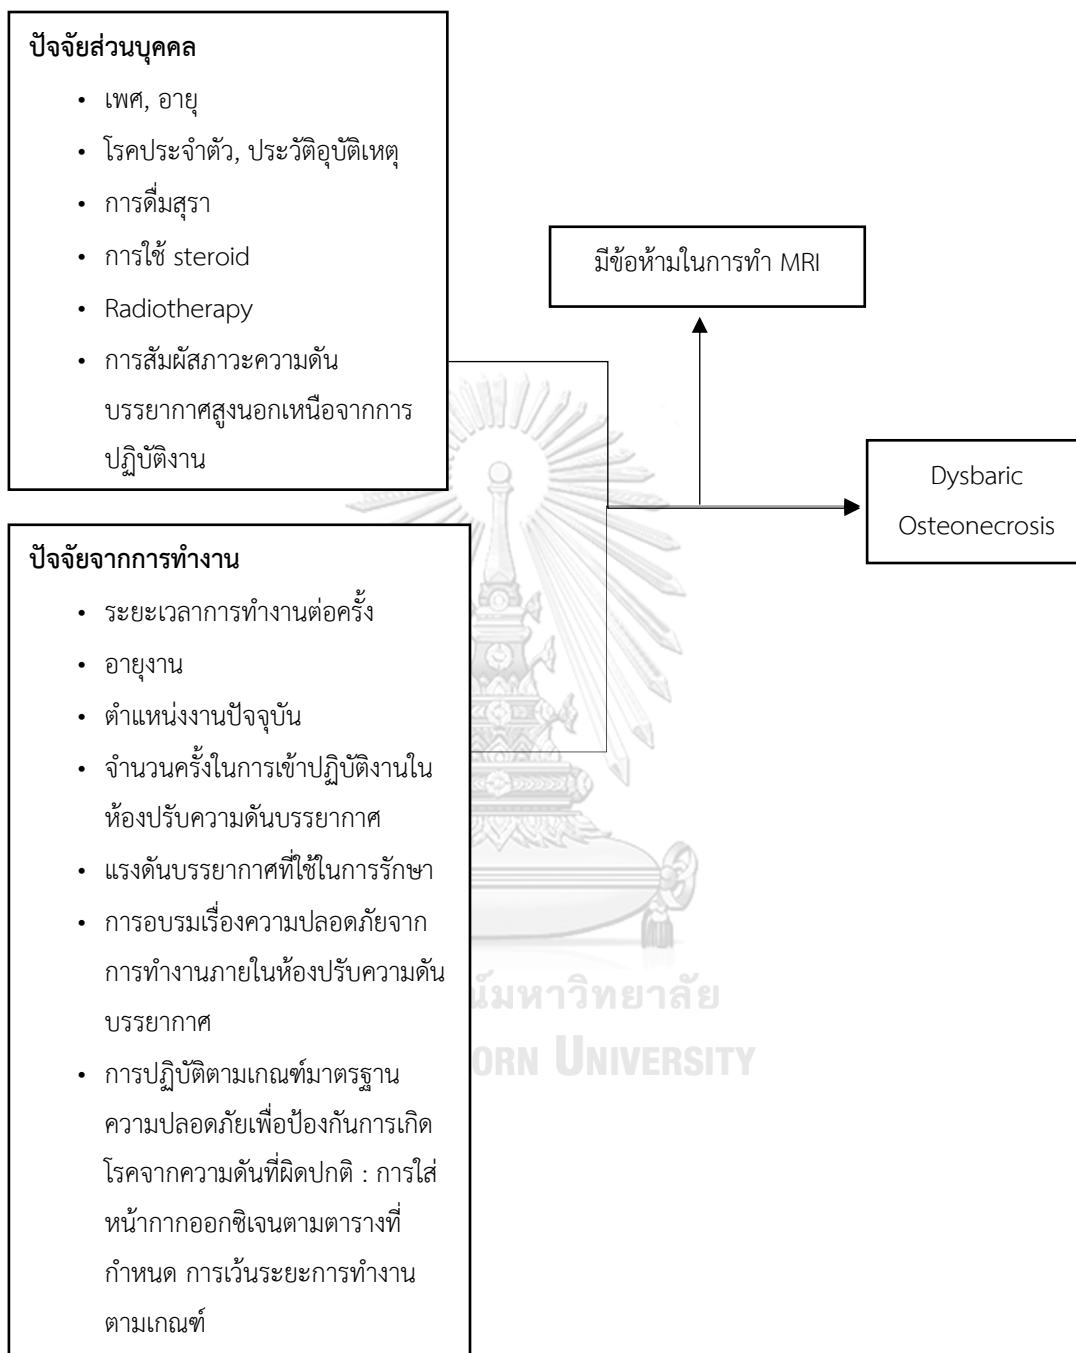 ปัจจัยส่วนบุคคล
• เพศ, อายุ
• โรคประจำตัว, ประวัติอุบัติเหตุ
• การดื่มสุรา
• การใช้ steroid
• Radiotherapy
• การสัมผัสภาวะความดัน
บรรยากาศสูงนอกเหนือจากการ
ปฏิบัติงาน
มีข้อห้ามในการทำ MRI
Dysbaric
Osteonecrosis
ปัจจัยจากการทำงาน
• ระยะเวลาการทำงานต่อครั้ง
• อายุงาน
• ตำแหน่งงานปัจจุบัน
• จำนวนครั้งในการเข้าปฏิบัติงานใน
ห้องปรับความดันบรรยากาศ
• แรงดันบรรยากาศที่ใช้ในการรักษา
• การอบรมเรื่องความปลอดภัยจาก
การทำงานภายในห้องปรับความดัน
บรรยากาศ
• การปฏิบัติตามเกณฑ์มาตรฐาน
ความปลอดภัยเพื่อป้องกันการเกิด
โรคจากความดันที่ผิดปกติ : การใส่
หน้ากากออกซิเจนตามตารางที่
กำหนด การเว้นระยะการทำงาน
ตามเกณฑ์
น์มหาวิทยาลัย
ORN UNIVERSITY